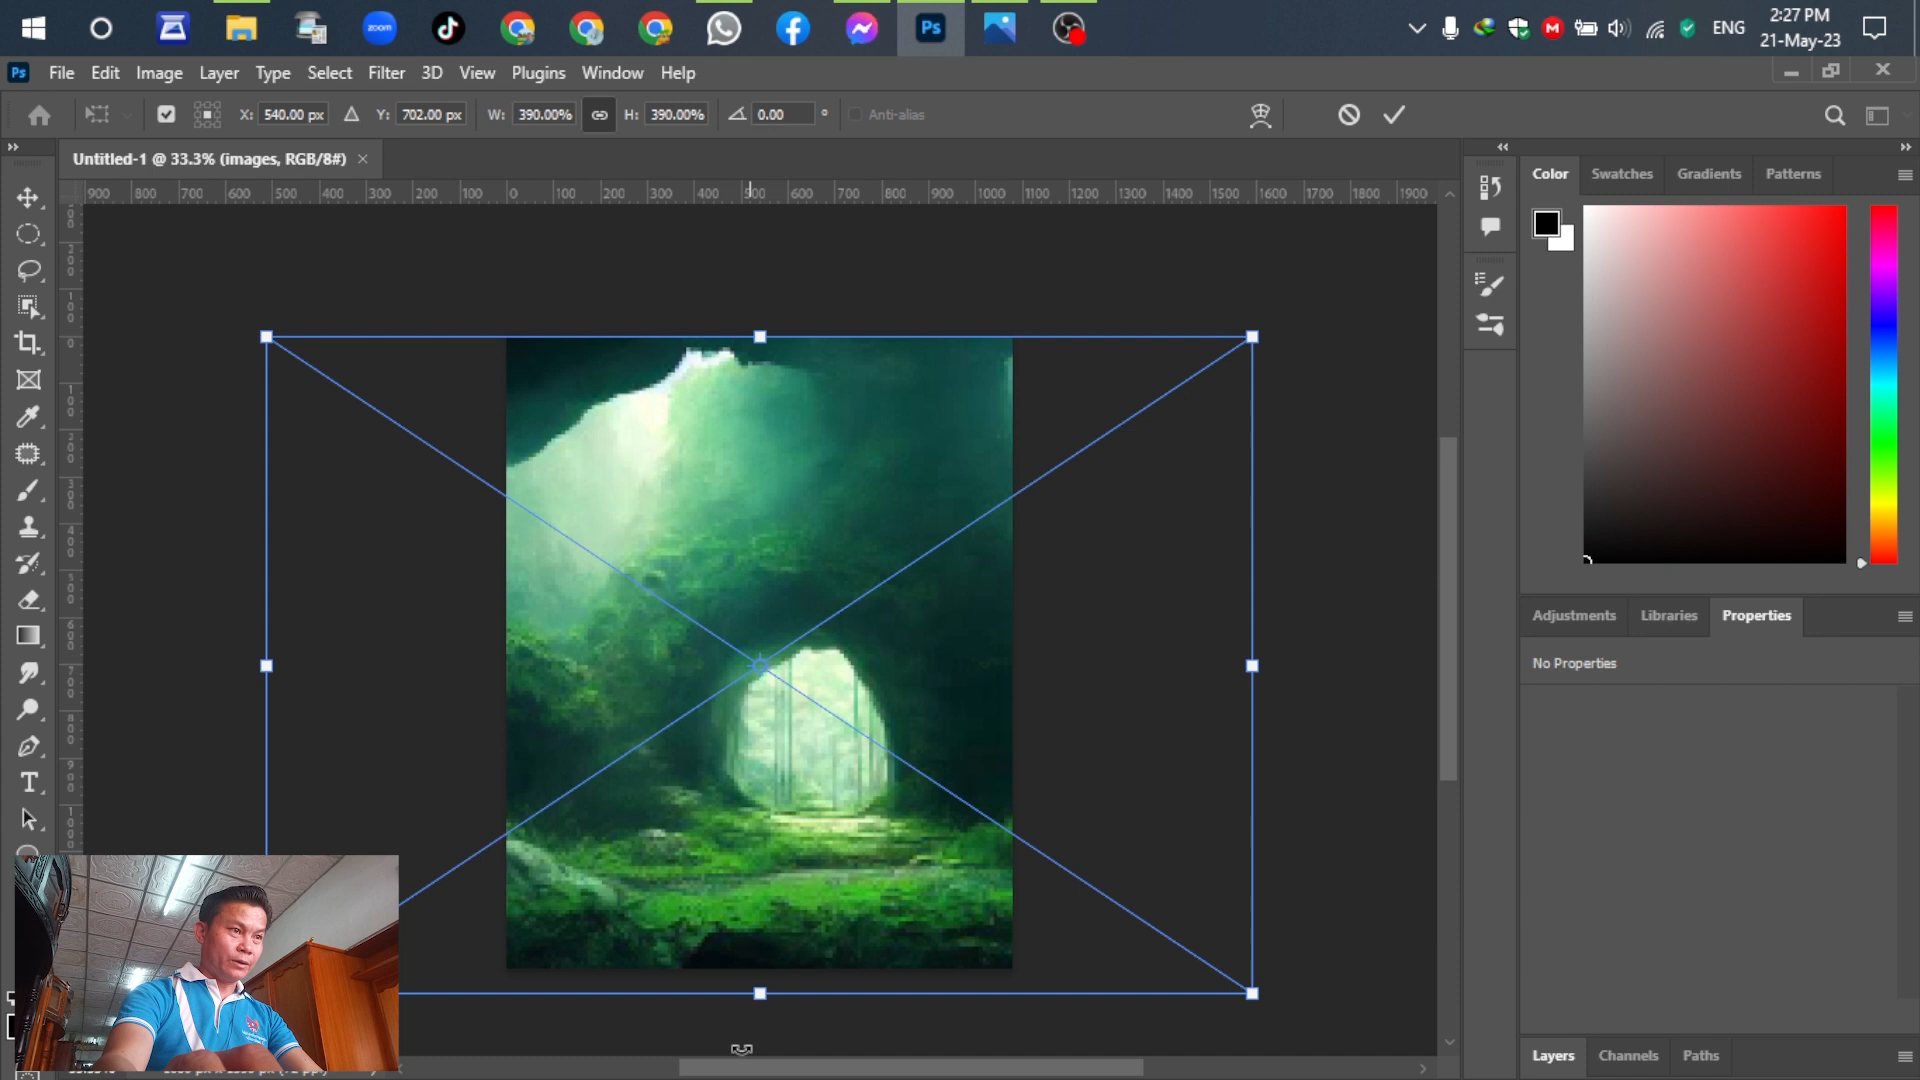 zoom
Ps
ENG
2:27 PM
21-May-23
Ps File Edit Image Layer Type Select Filter 3D View Plugins Window Help
X: 540.00 px Y: 702.00 px W: 390.00% H: 390.00% 0.00 ° Anti-alias
Untitled-1 @ 33.3% (images, RGB/8#)
900 800 700 600 500 400 300 200 100 0 100 200 300 400 500 600 700 800 900 1000 1100 1200 1300 1400 1500 1600 1700 1800 1900
Color Swatches Gradients Patterns
Adjustments Libraries Properties
No Properties
Layers Channels Paths